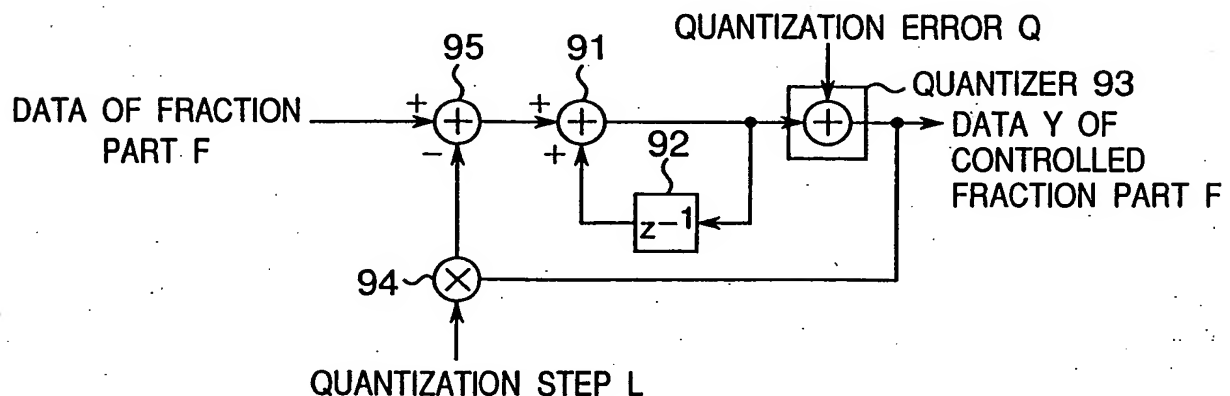 QUANTIZATION ERROR Q
95
91
QUANTIZER 93
DATA OF FRACTION
PART F
+
+
+
+
+
DATA Y OF
CONTROLLED
FRACTION PART F
−
+
92
z−1
94
×
QUANTIZATION STEP L